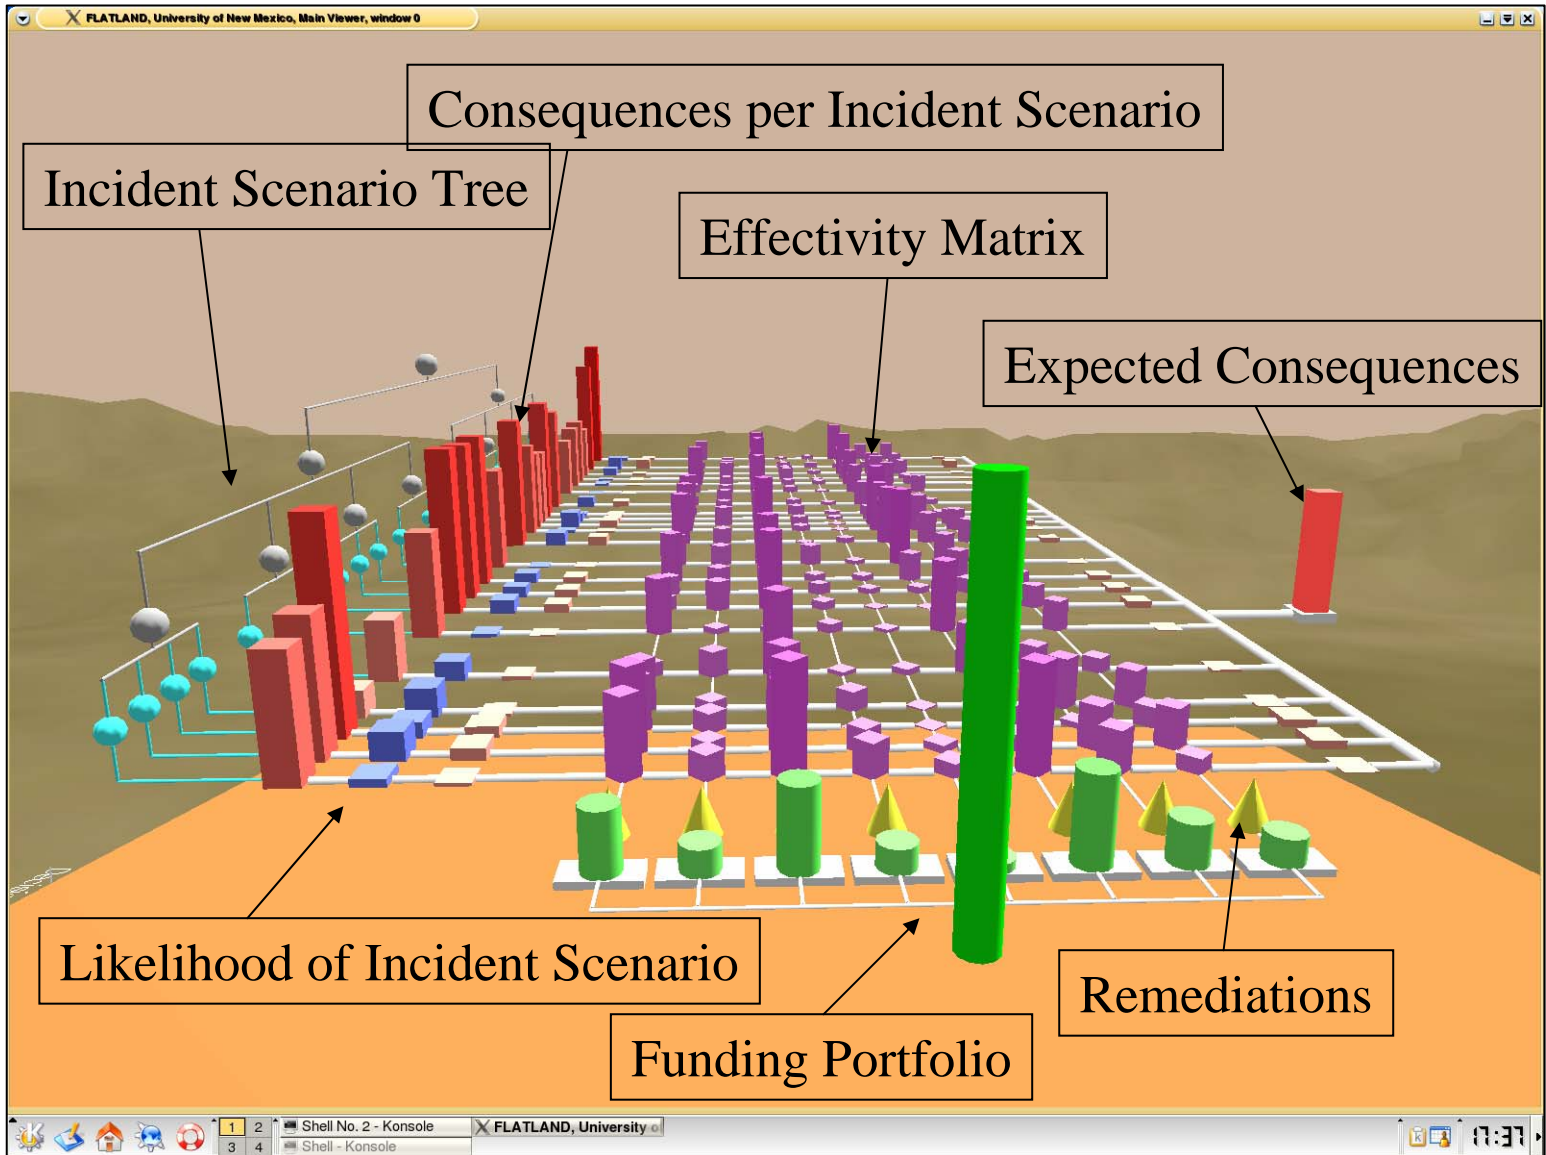 FLATLAND, University of New Mexico, Main Viewer, window 0
Consequences per Incident Scenario
Incident Scenario Tree
Effectivity Matrix
Expected Consequences
Likelihood of Incident Scenario
Remediations
Funding Portfolio
1 2
3 4
Shell No. 2 - Konsole
Shell - Konsole
FLATLAND, University o
17:37